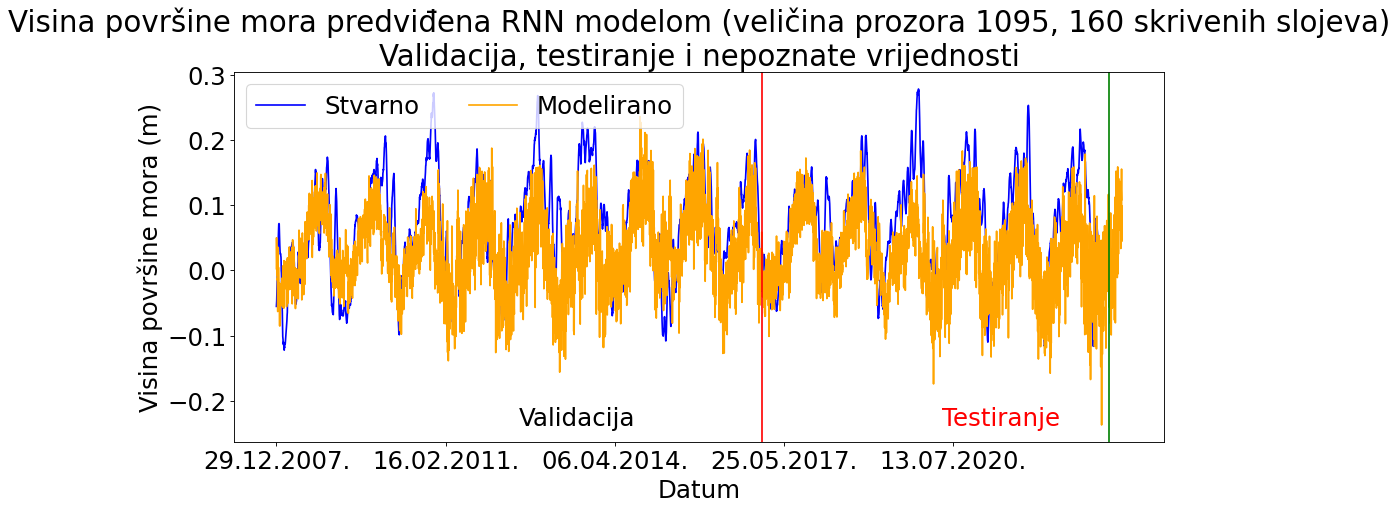 Visina površine mora predviđena RNN modelom (veličina prozora 1095, 160 skrivenih slojeva)
Validacija, testiranje i nepoznate vrijednosti
Stvarno
Modelirano
0.3
0.2
0.1
0.0
−0.1
−0.2
Visina površine mora (m)
Validacija
Testiranje
29.12.2007.
16.02.2011.
06.04.2014.
25.05.2017.
13.07.2020.
Datum